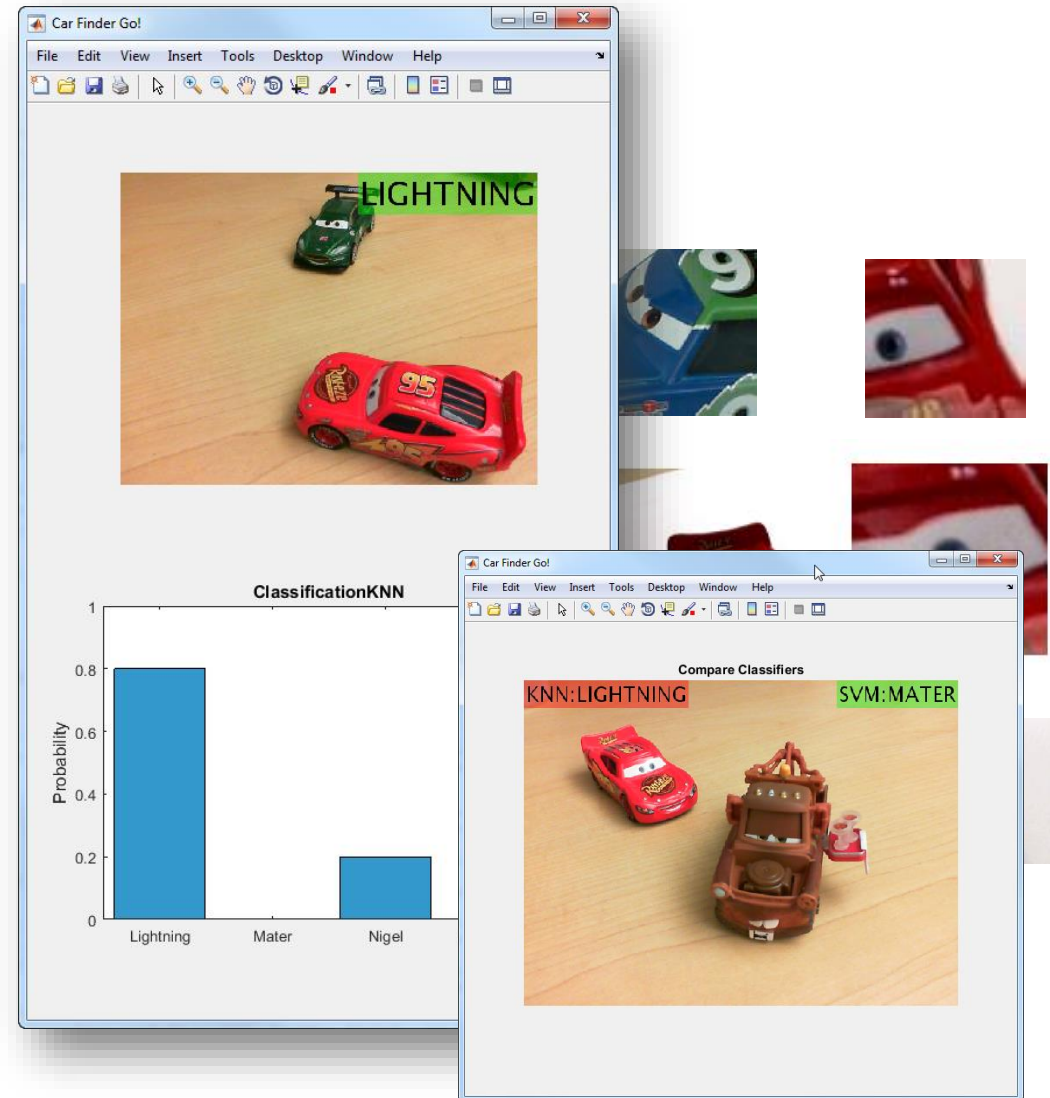 Car Finder Go!
File Edit View Insert Tools Desktop Window Help
LIGHTNING
95
95
9
ClassificationKNN
Probability
1
0.8
0.6
0.4
0.2
0
Lightning Mater Nigel
Car Finder Go!
File Edit View Insert Tools Desktop Window Help
Compare Classifiers
KNN:LIGHTNING
SVM:MATER